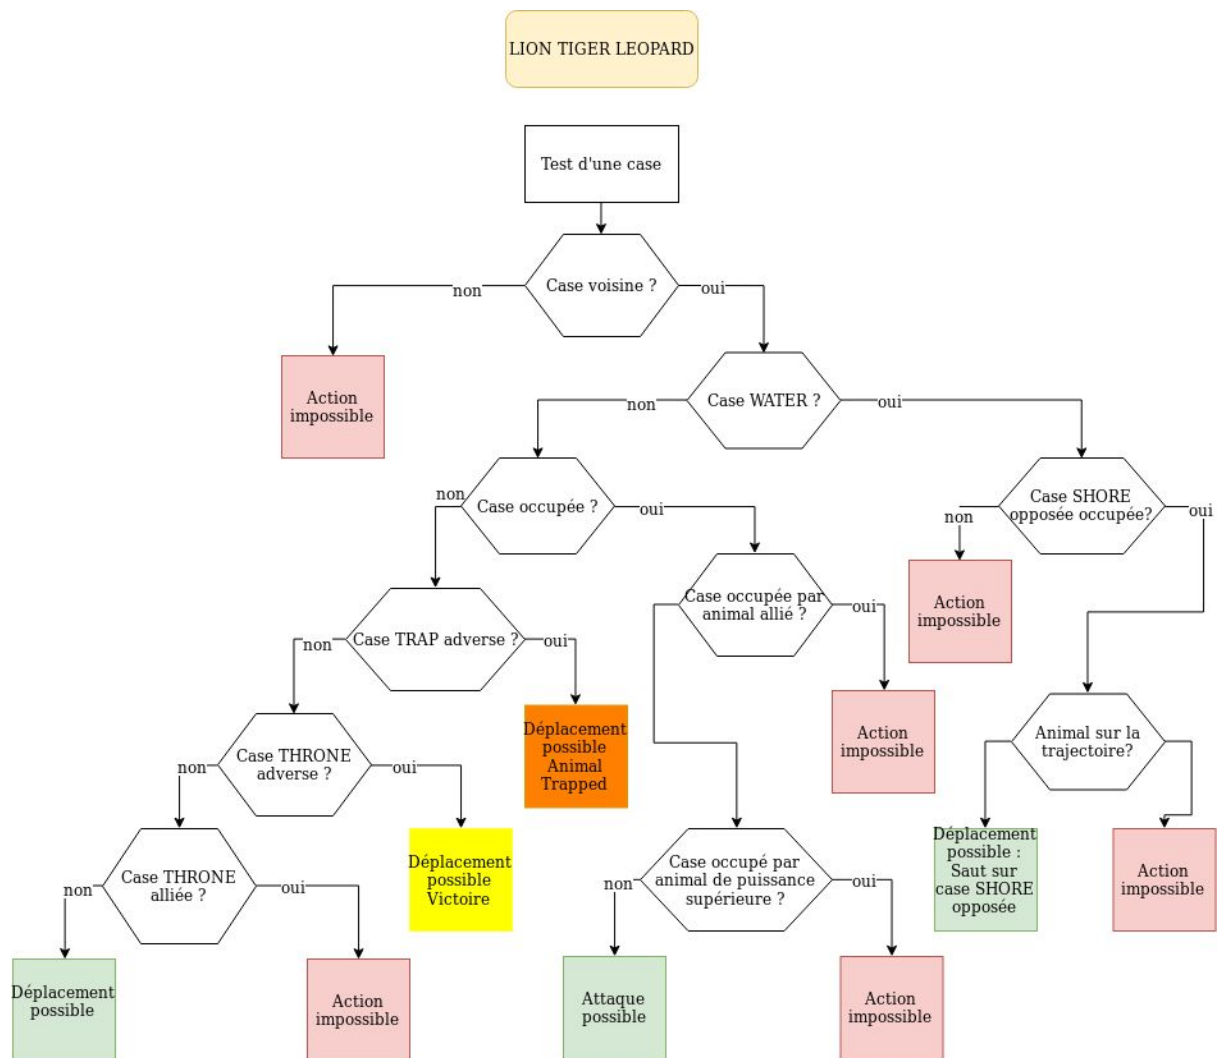 LION TIGER LEOPARD
Test d'une case
Case voisine ?
non
oui
Action
impossible
Case WATER ?
non
oui
Case occupée ?
non
oui
Case SHORE
opposée occupée?
non
oui
Case occupée par
animal allié ?
oui
Action
impossible
Case TRAP adverse ?
non
oui
Déplacement
possible
Animal
Trapped
Action
impossible
Animal sur la
trajectoire?
Case THRONE
adverse ?
non
oui
Déplacement
possible
Victoire
Case occupé par
animal de puissance
supérieure ?
non
oui
Déplacement
possible :
Saut sur
case SHORE
opposée
Action
impossible
Case THRONE
alliée ?
non
oui
Déplacement
possible
Action
impossible
Attaque
possible
Action
impossible